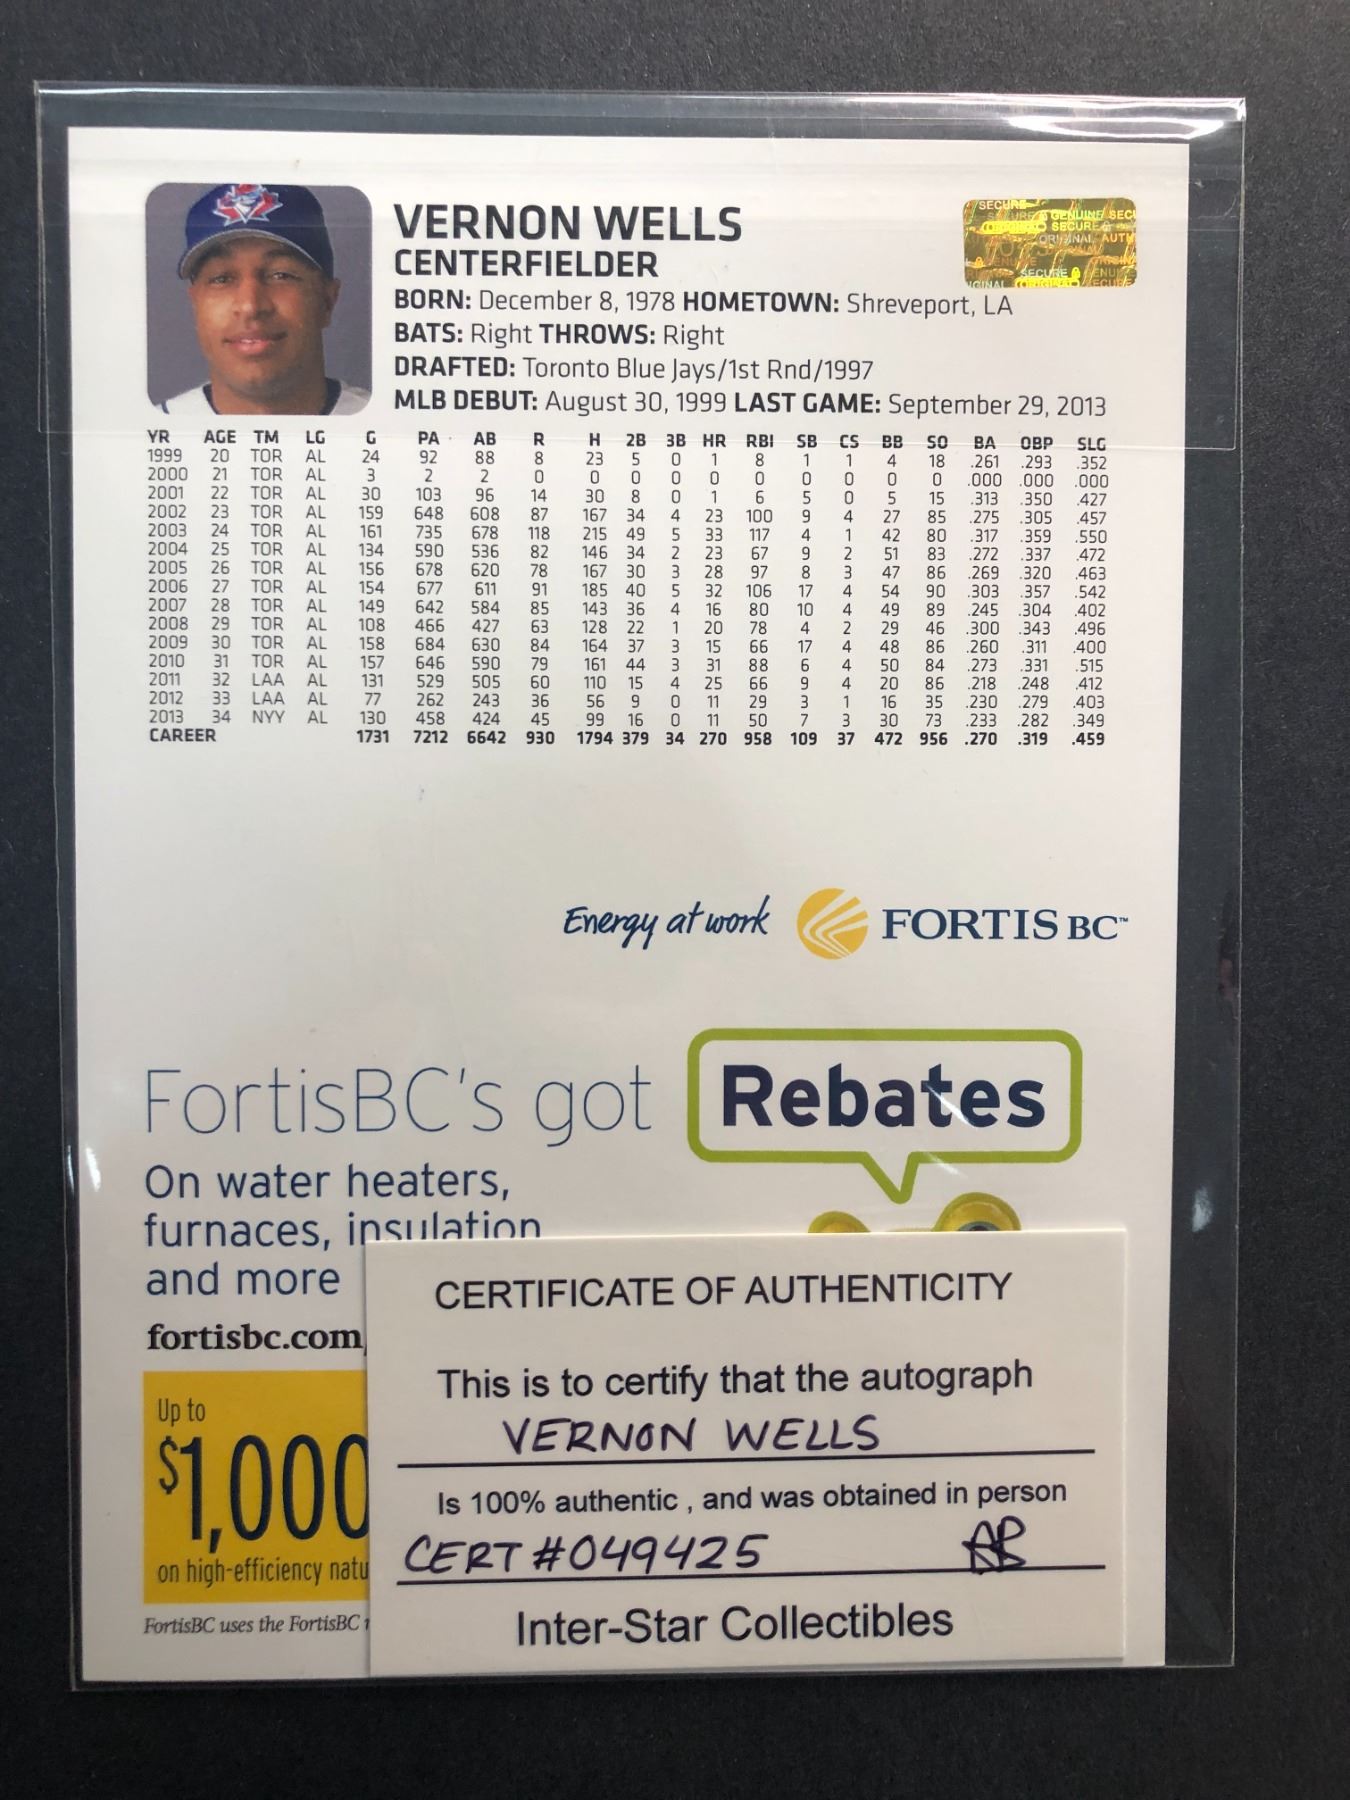 VERNON WELLS
CENTERFIELDER
BORN: December 8, 1978 HOMETOWN: Shreveport, LA
BATS: Right THROWS: Right
DRAFTED: Toronto Blue Jays/1st Rnd/1997
MLB DEBUT: August 30, 1999 LAST GAME: September 29, 2013
SECURE
GENUINE SECU
SECURE
ORIGINAL AUTH
SECURE
YR AGE TM LG G PA AB R H 2B 3B HR RBI SB CS BB SO BA OBP SLG
1999 20 TOR AL 24 92 88 8 23 5 0 1 8 1 1 4 18 .261 .293 .352
2000 21 TOR AL 3 2 2 0 0 0 0 0 0 0 0 0 0 .000 .000 .000
2001 22 TOR AL 30 103 96 14 30 8 0 1 6 5 0 5 15 .313 .350 .427
2002 23 TOR AL 159 648 608 87 167 34 4 23 100 9 4 27 85 .275 .305 .457
2003 24 TOR AL 161 735 678 118 215 49 5 33 117 4 1 42 80 .317 .359 .550
2004 25 TOR AL 134 590 536 82 146 34 2 23 67 9 2 51 83 .272 .337 .472
2005 26 TOR AL 156 678 620 78 167 30 3 28 97 8 3 47 86 .269 .320 .463
2006 27 TOR AL 154 677 611 91 185 40 5 32 106 17 4 54 90 .303 .357 .542
2007 28 TOR AL 149 642 584 85 143 36 4 16 80 10 4 49 89 .245 .304 .402
2008 29 TOR AL 108 466 427 63 128 22 1 20 78 4 2 29 46 .300 .343 .496
2009 30 TOR AL 158 684 630 84 164 37 3 15 66 17 4 48 86 .260 .311 .400
2010 31 TOR AL 157 646 590 79 161 44 3 31 88 6 4 50 84 .273 .331 .515
2011 32 LAA AL 131 529 505 60 110 15 4 25 66 9 4 20 86 .218 .248 .412
2012 33 LAA AL 77 262 243 36 56 9 0 11 29 3 1 16 35 .230 .279 .403
2013 34 NYY AL 130 458 424 45 99 16 0 11 50 7 3 30 73 .233 .282 .349
CAREER 1731 7212 6642 930 1794 379 34 270 958 109 37 472 956 .270 .319 .459
Energy at work FORTIS BC™
FortisBC's got Rebates
On water heaters,
furnaces, insulation
and more
fortisbc.com
Up to
$1,000
on high-efficiency natu
FortisBC uses the FortisBC
CERTIFICATE OF AUTHENTICITY
This is to certify that the autograph
VERNON WELLS
Is 100% authentic , and was obtained in person
CERT #049425
Inter-Star Collectibles